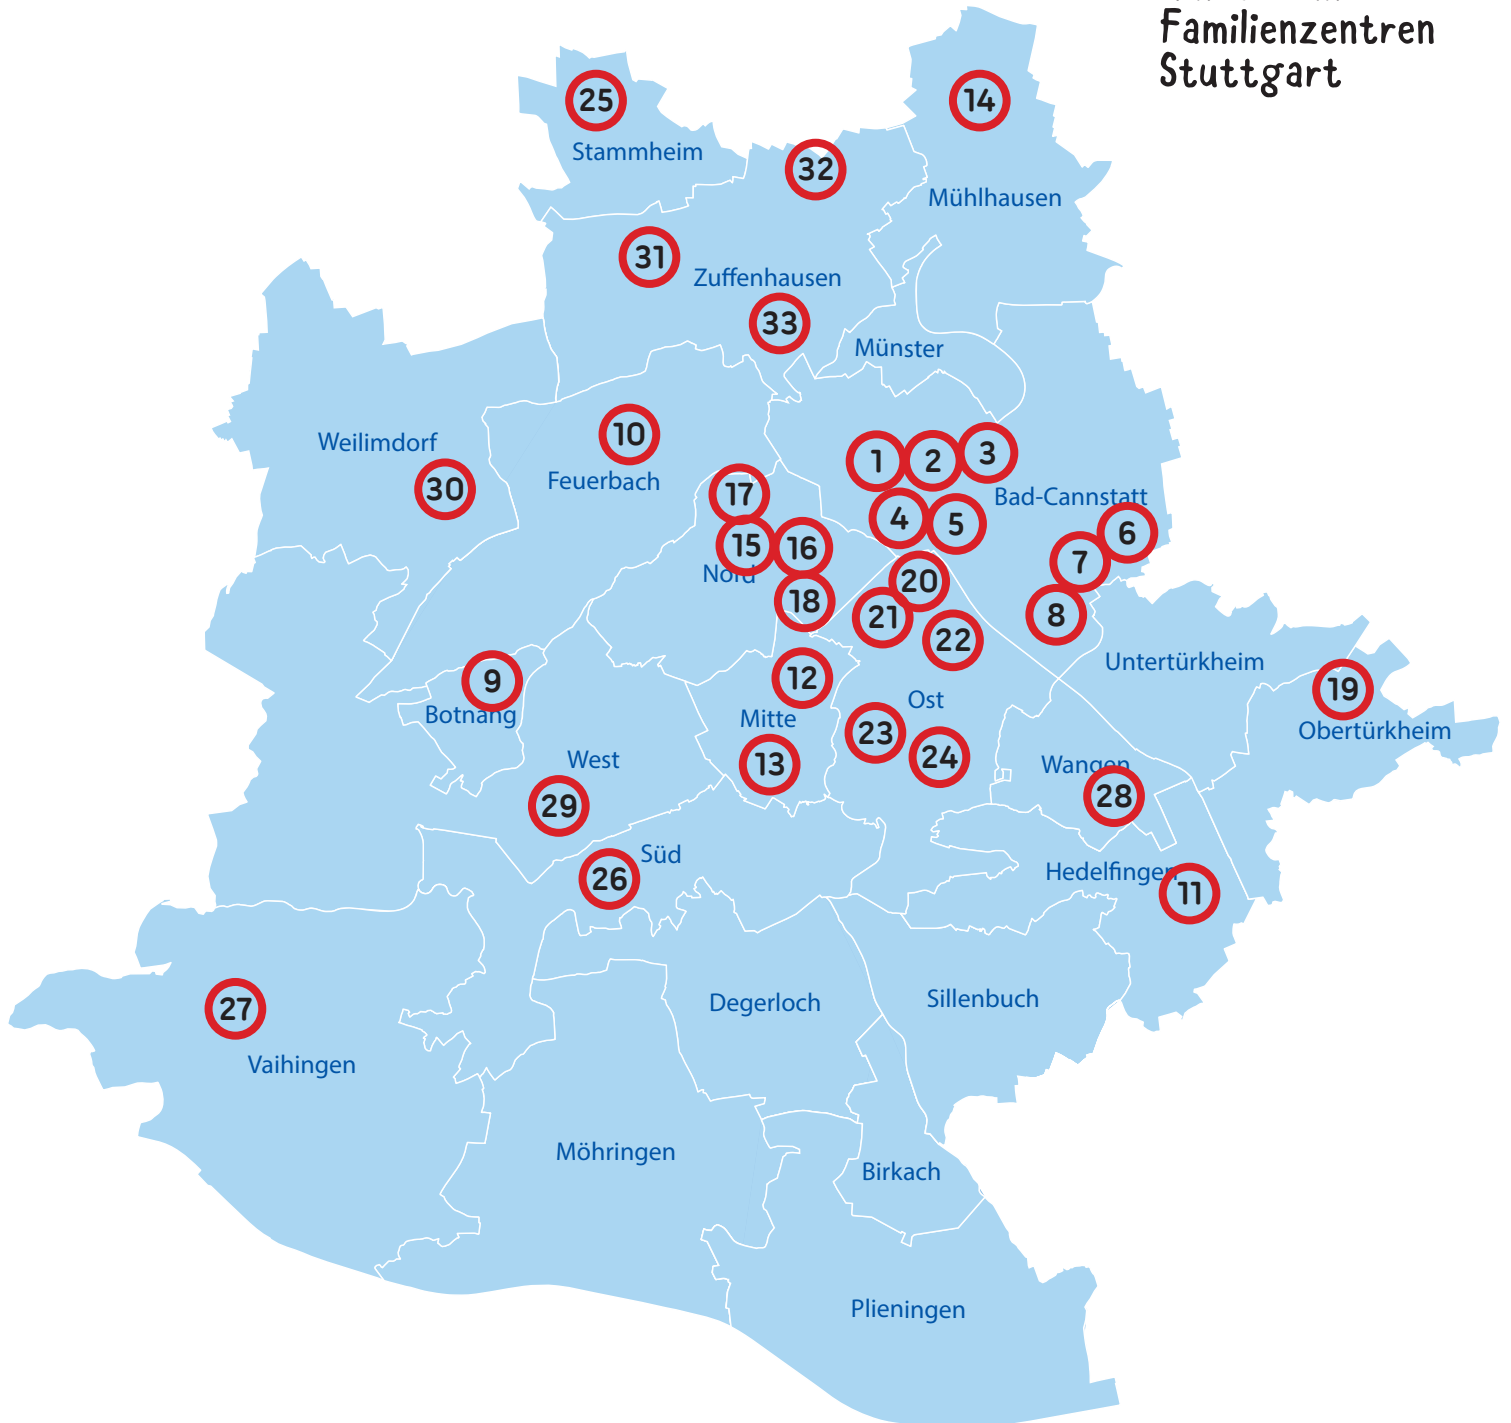 Familienzentren
Stuttgart
25
14
Stammheim
32
Mühlhausen
31
Zuffenhausen
33
Münster
10
Weilimdorf
1
2
3
Feuerbach
30
17
Bad-Cannstatt
4
5
6
15
16
7
Nord
20
18
21
8
22
9
12
Untertürkheim
19
Botnang
Mitte
Ost
23
Obertürkheim
West
13
24
Wangen
29
28
Süd
26
Hedelfingen
11
27
Degerloch
Sillenbuch
Vaihingen
Möhringen
Birkach
Plieningen